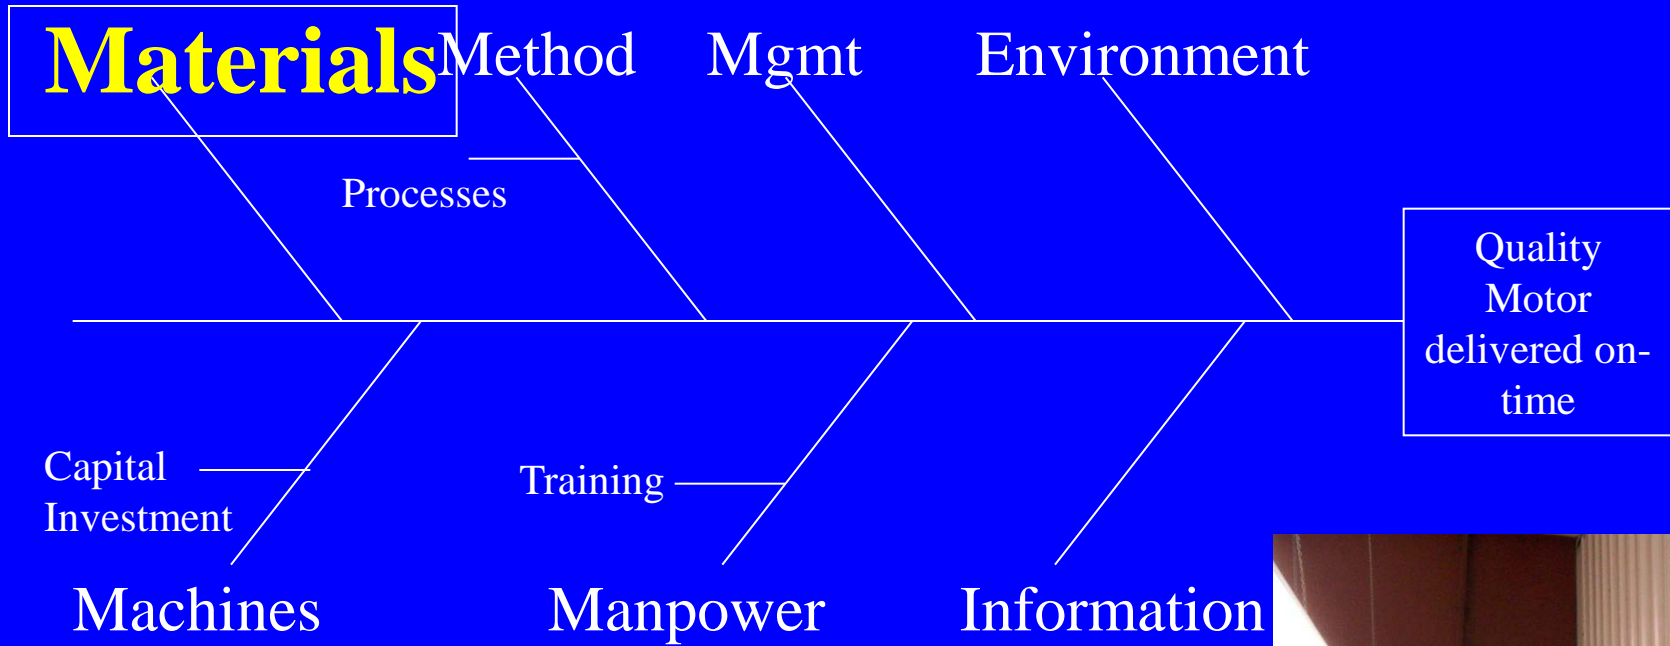 Materials
Method
Mgmt
Environment
Processes
Quality
Motor
delivered on-
time
Capital
Investment
Training
Machines
Manpower
Information